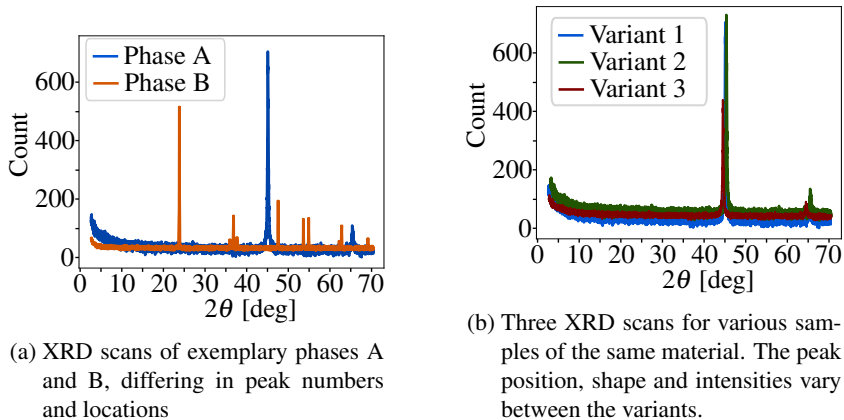 Phase A
Phase B
600
400
200
0
Count
0 10 20 30 40 50 60 70
2θ [deg]
(a) XRD scans of exemplary phases A
and B, differing in peak numbers
and locations
Variant 1
Variant 2
Variant 3
600
400
200
0
Count
0 10 20 30 40 50 60 70
2θ [deg]
(b) Three XRD scans for various sam-
ples of the same material. The peak
position, shape and intensities vary
between the variants.